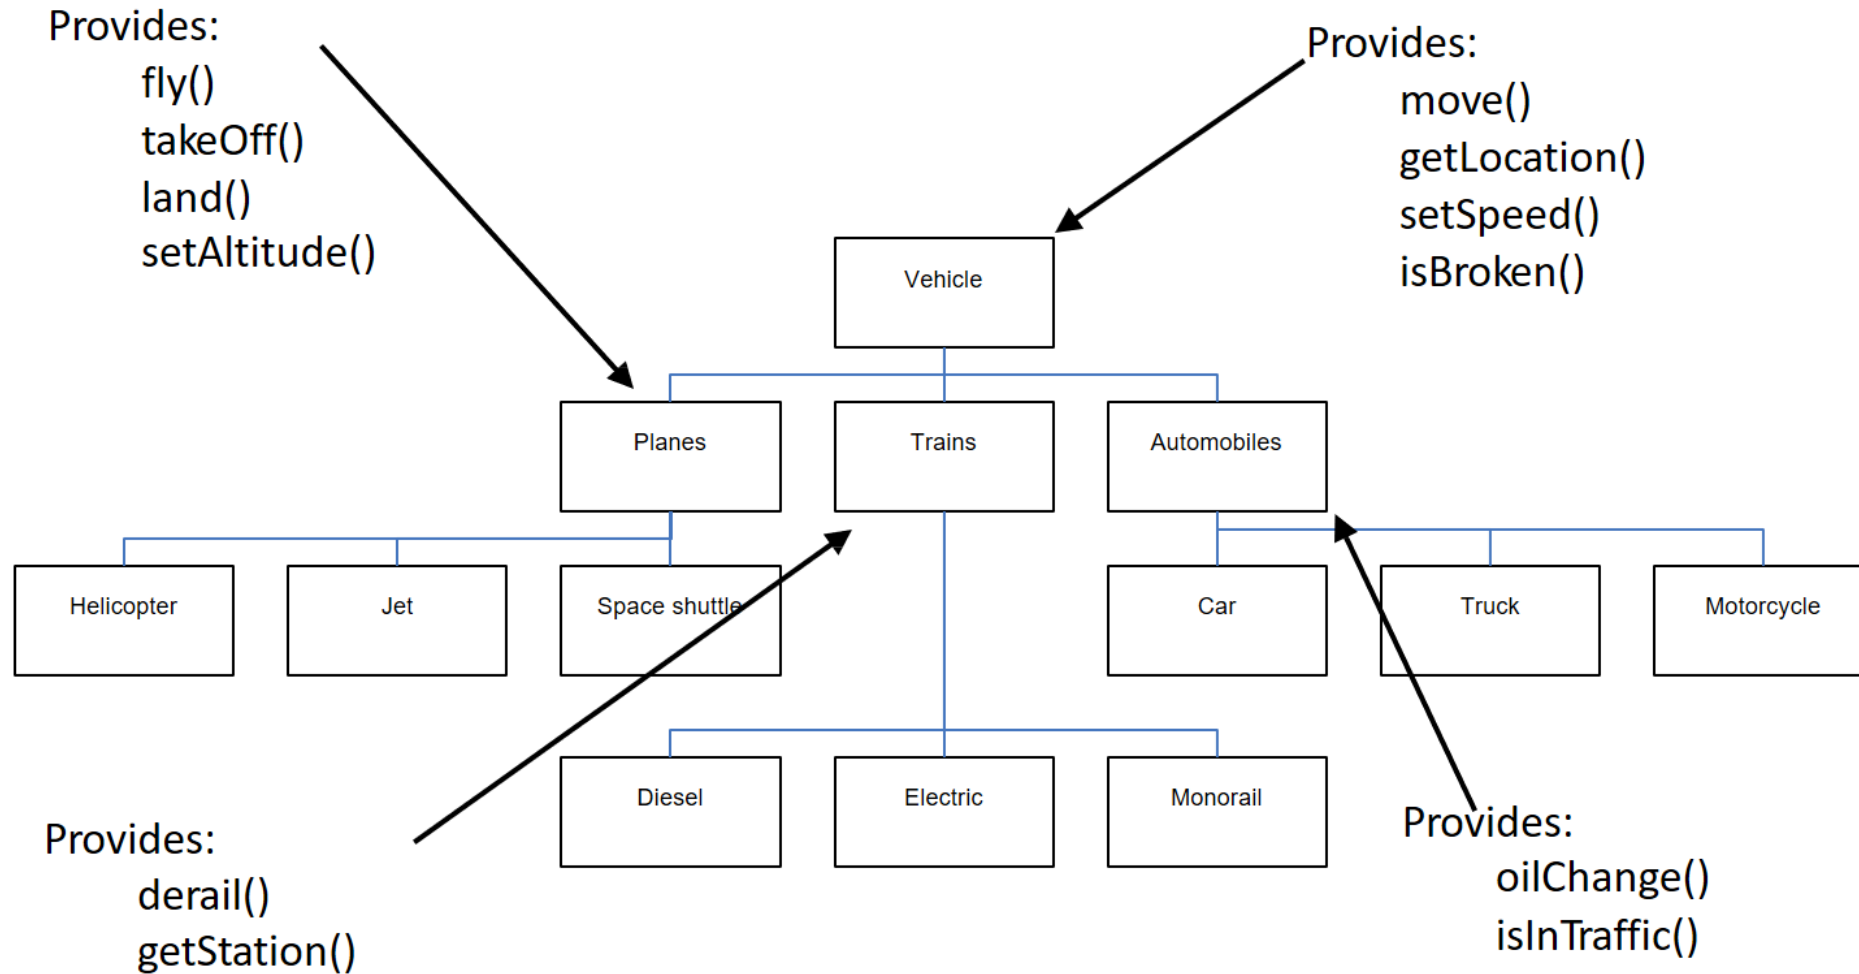 Provides:
fly()
takeOff()
land()
setAltitude()
Provides:
move()
getLocation()
setSpeed()
isBroken()
Vehicle
Planes
Trains
Automobiles
Helicopter
Jet
Space shuttle
Car
Truck
Motorcycle
Diesel
Electric
Monorail
Provides:
derail()
getStation()
Provides:
oilChange()
isInTraffic()